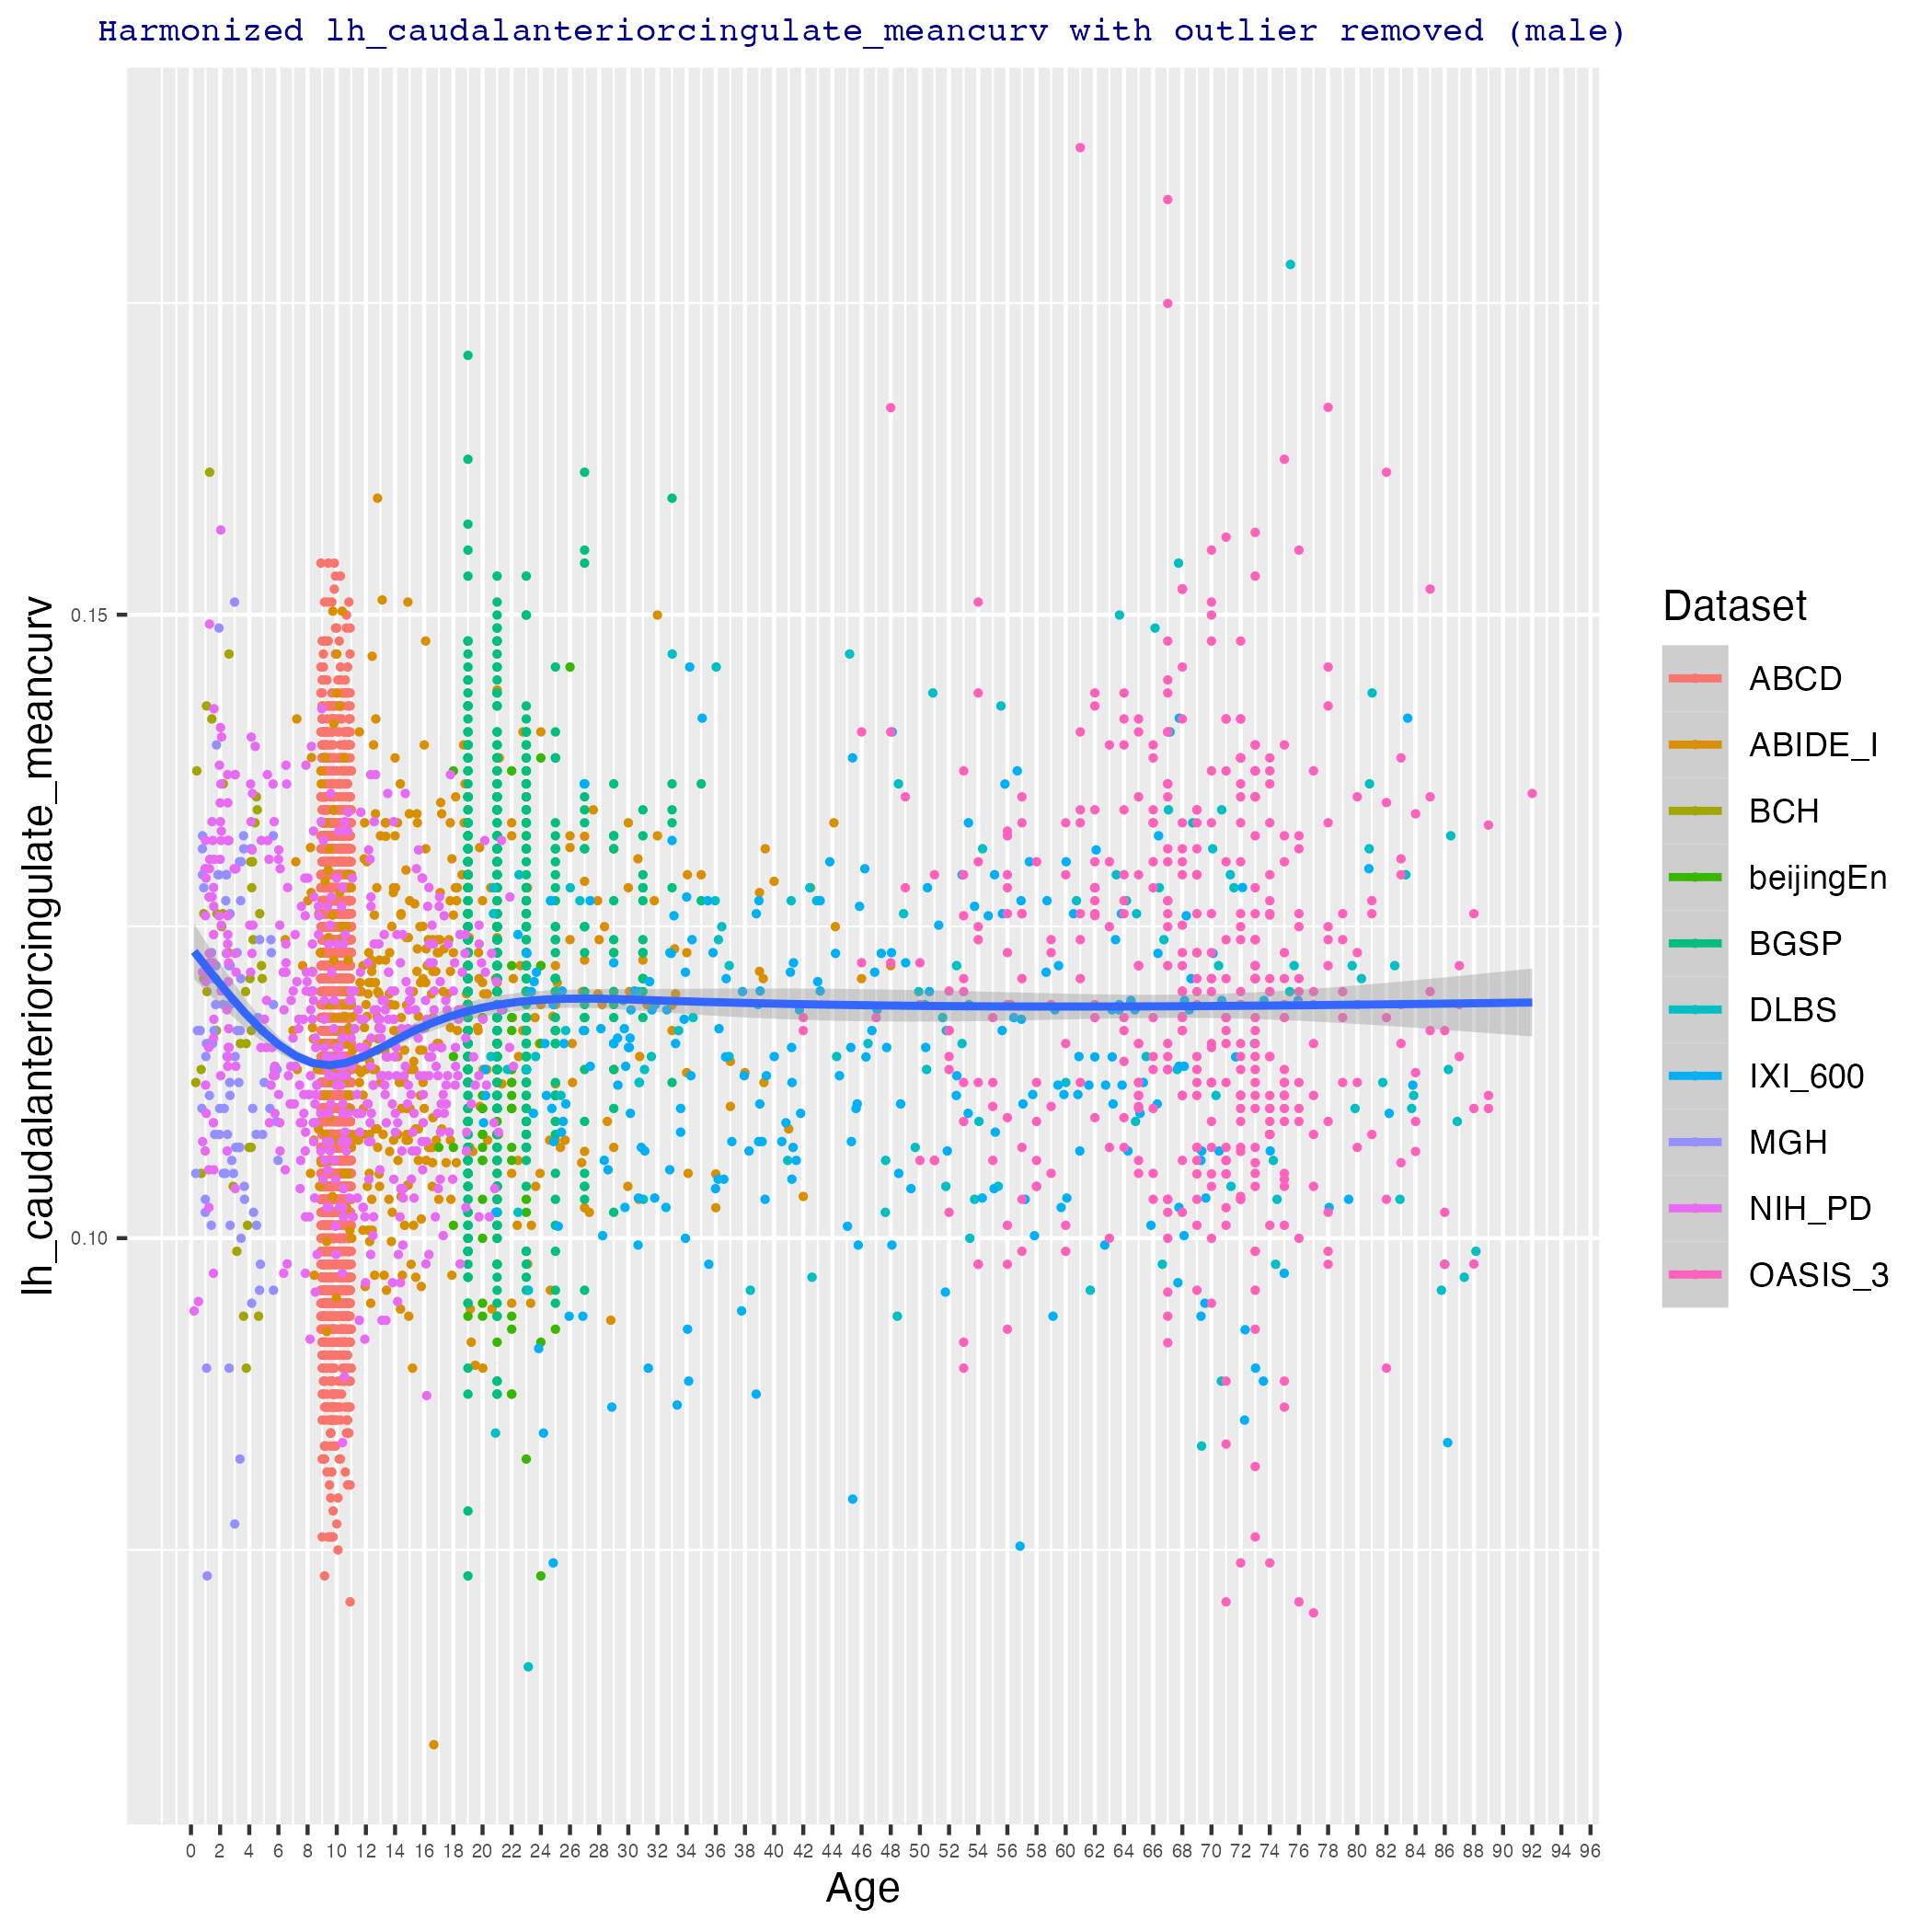 Harmonized lh_caudalanteriorcingulate_meancurv with outlier removed (male)
lh_caudalanteriorcingulate_meancurv
0.15
0.10
0 2 4 6 8 10 12 14 16 18 20 22 24 26 28 30 32 34 36 38 40 42 44 46 48 50 52 54 56 58 60 62 64 66 68 70 72 74 76 78 80 82 84 86 88 90 92 94 96
Age
Dataset
ABCD
ABIDE_I
BCH
beijingEn
BGSP
DLBS
IXI_600
MGH
NIH_PD
OASIS_3